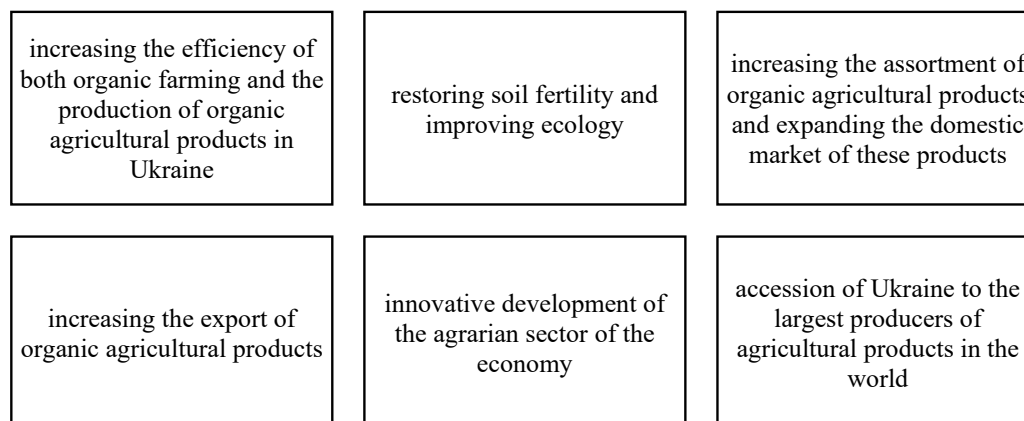 increasing the efficiency of
both organic farming and the
production of organic
agricultural products in
Ukraine
restoring soil fertility and
improving ecology
increasing the assortment of
organic agricultural products
and expanding the domestic
market of these products
increasing the export of
organic agricultural products
innovative development of
the agrarian sector of the
economy
accession of Ukraine to the
largest producers of
agricultural products in the
world